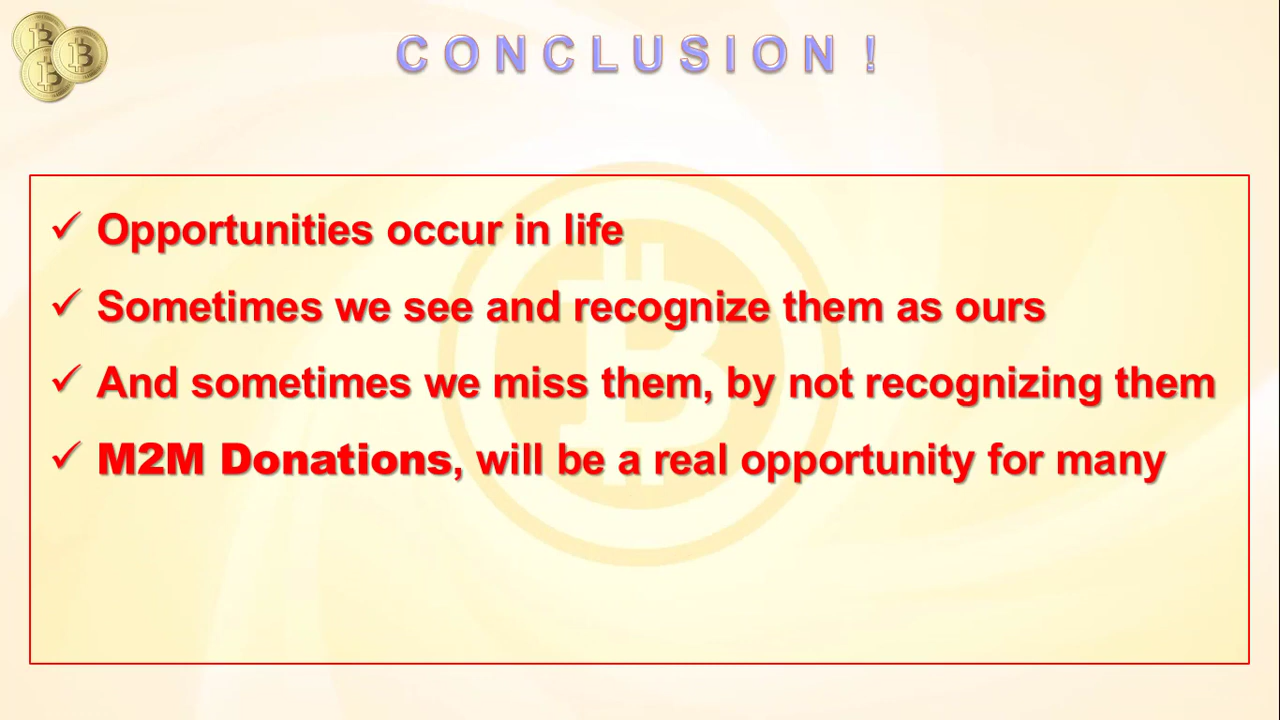 CONCLUSION !
✓ Opportunities occur in life
✓ Sometimes we see and recognize them as ours
✓ And sometimes we miss them, by not recognizing them
✓ M2M Donations, will be a real opportunity for many